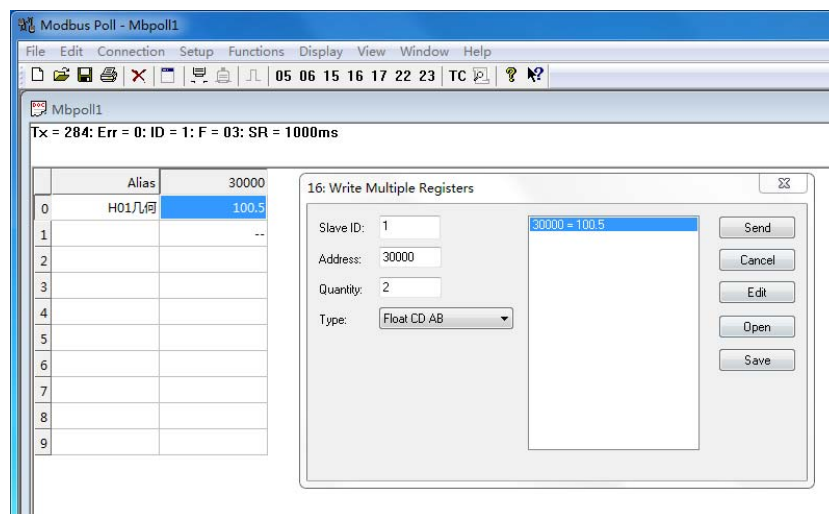 Modbus Poll - Mbpoll1
File Edit Connection Setup Functions Display View Window Help
05 06 15 16 17 22 23 TC
Mbpoll1
Tx = 284: Err = 0: ID = 1: F = 03: SR = 1000ms
Alias 30000
0 H01几何 100.5
1 --
2
3
4
5
6
7
8
9
16: Write Multiple Registers
Slave ID: 1
Address: 30000
Quantity: 2
Type: Float CD AB
30000 = 100.5
Send
Cancel
Edit
Open
Save